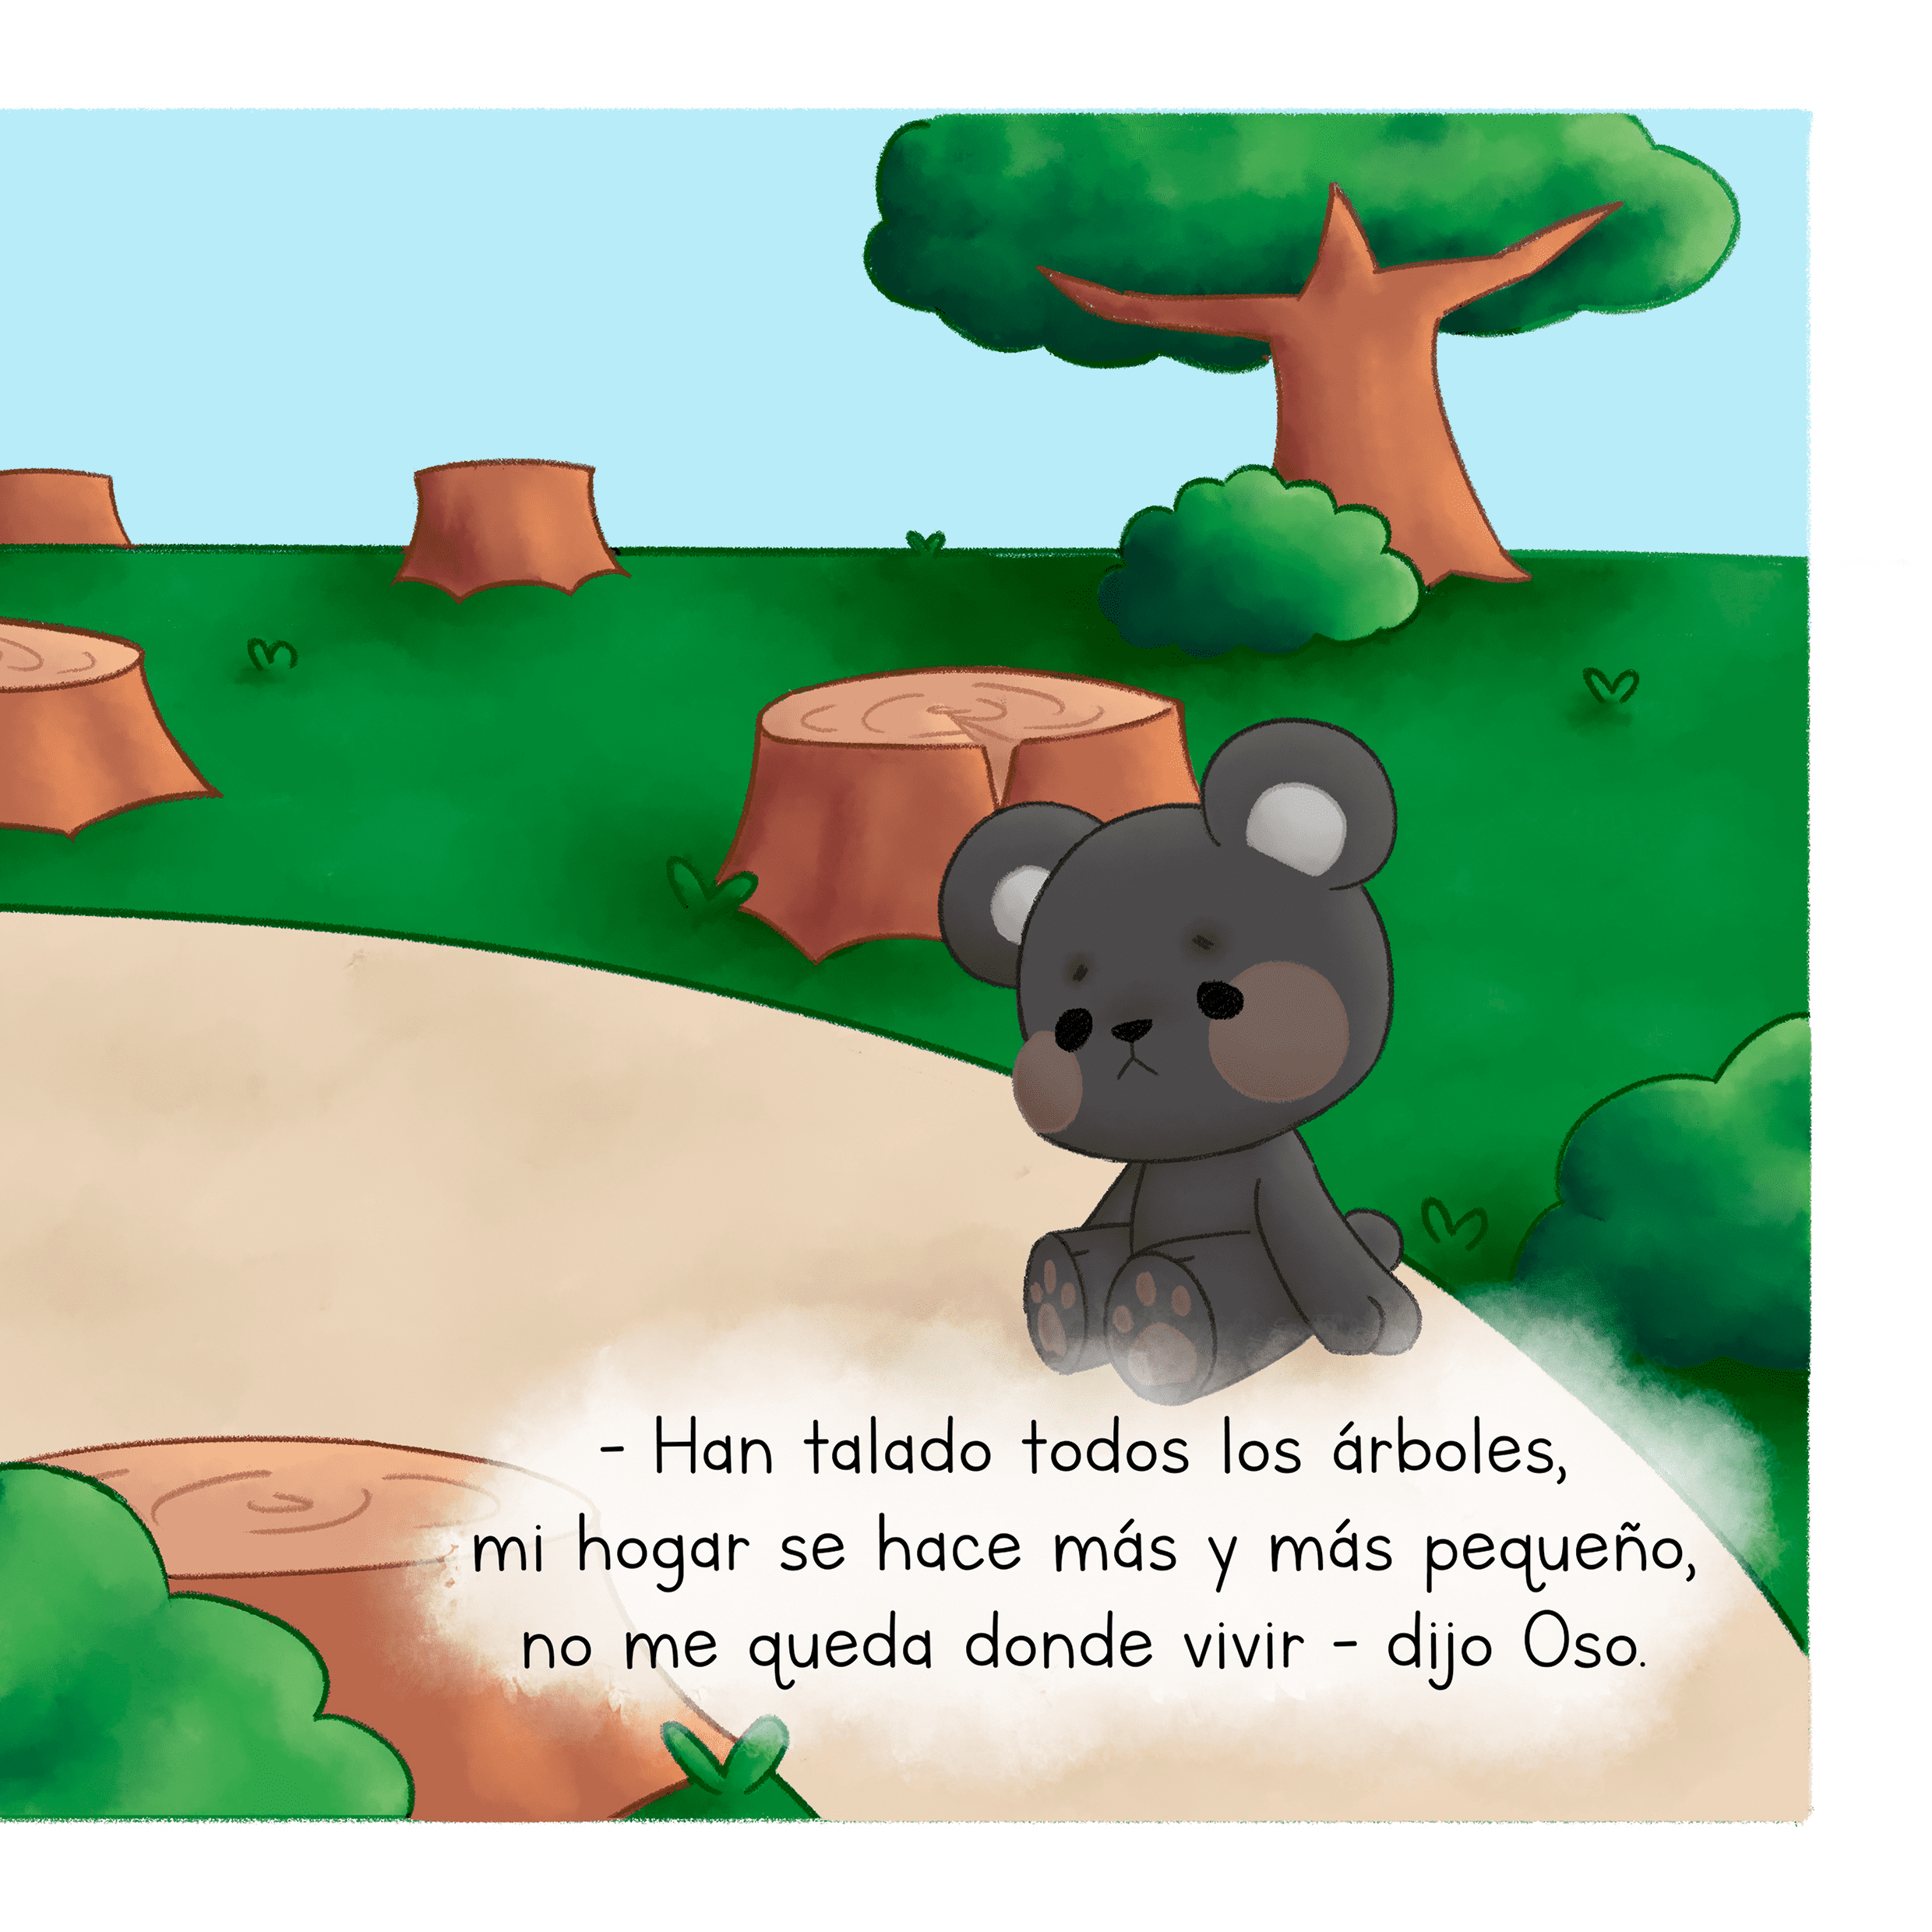 - Han talado todos los árboles,
mi hogar se hace más y más pequeño,
no me queda donde vivir - dijo Oso.